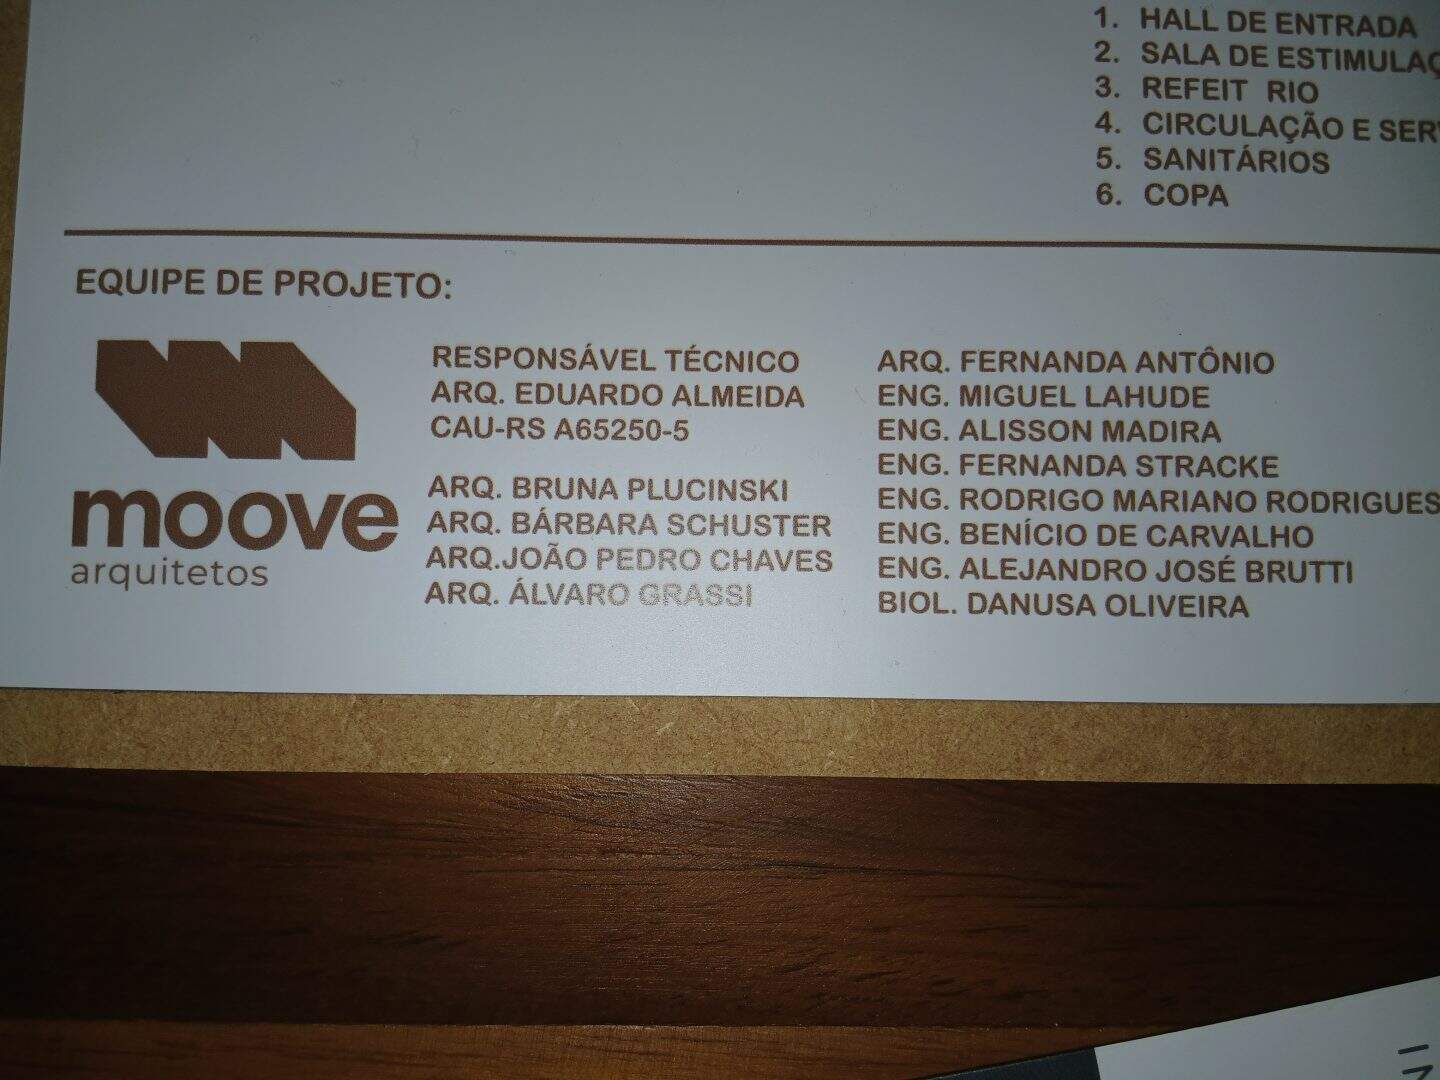 1. HALL DE ENTRADA
2. SALA DE ESTIMULAÇ
3. REFEIT RIO
4. CIRCULAÇÃO E SERV
5. SANITÁRIOS
6. COPA
EQUIPE DE PROJETO:
moove
arquitetos
RESPONSÁVEL TÉCNICO
ARQ. EDUARDO ALMEIDA
CAU-RS A65250-5
ARQ. BRUNA PLUCINSKI
ARQ. BÁRBARA SCHUSTER
ARQ.JOÃO PEDRO CHAVES
ARQ. ÁLVARO GRASSI
ARQ. FERNANDA ANTÔNIO
ENG. MIGUEL LAHUDE
ENG. ALISSON MADIRA
ENG. FERNANDA STRACKE
ENG. RODRIGO MARIANO RODRIGUES
ENG. BENÍCIO DE CARVALHO
ENG. ALEJANDRO JOSÉ BRUTTI
BIOL. DANUSA OLIVEIRA